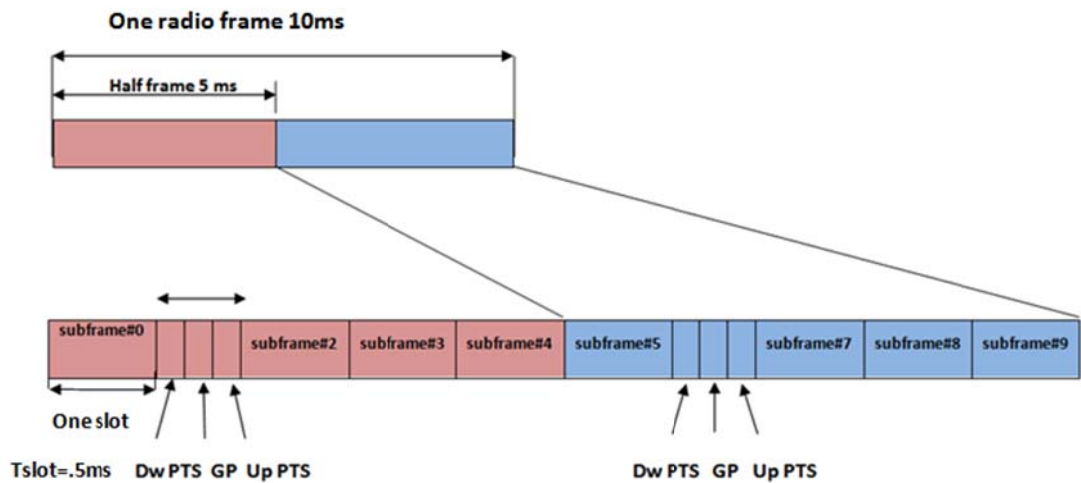 One radio frame 10ms
Half frame 5 ms
subframe#0 subframe#2 subframe#3 subframe#4 subframe#5 subframe#7 subframe#8 subframe#9
One slot
Tslot=.5ms Dw PTS GP Up PTS Dw PTS GP Up PTS